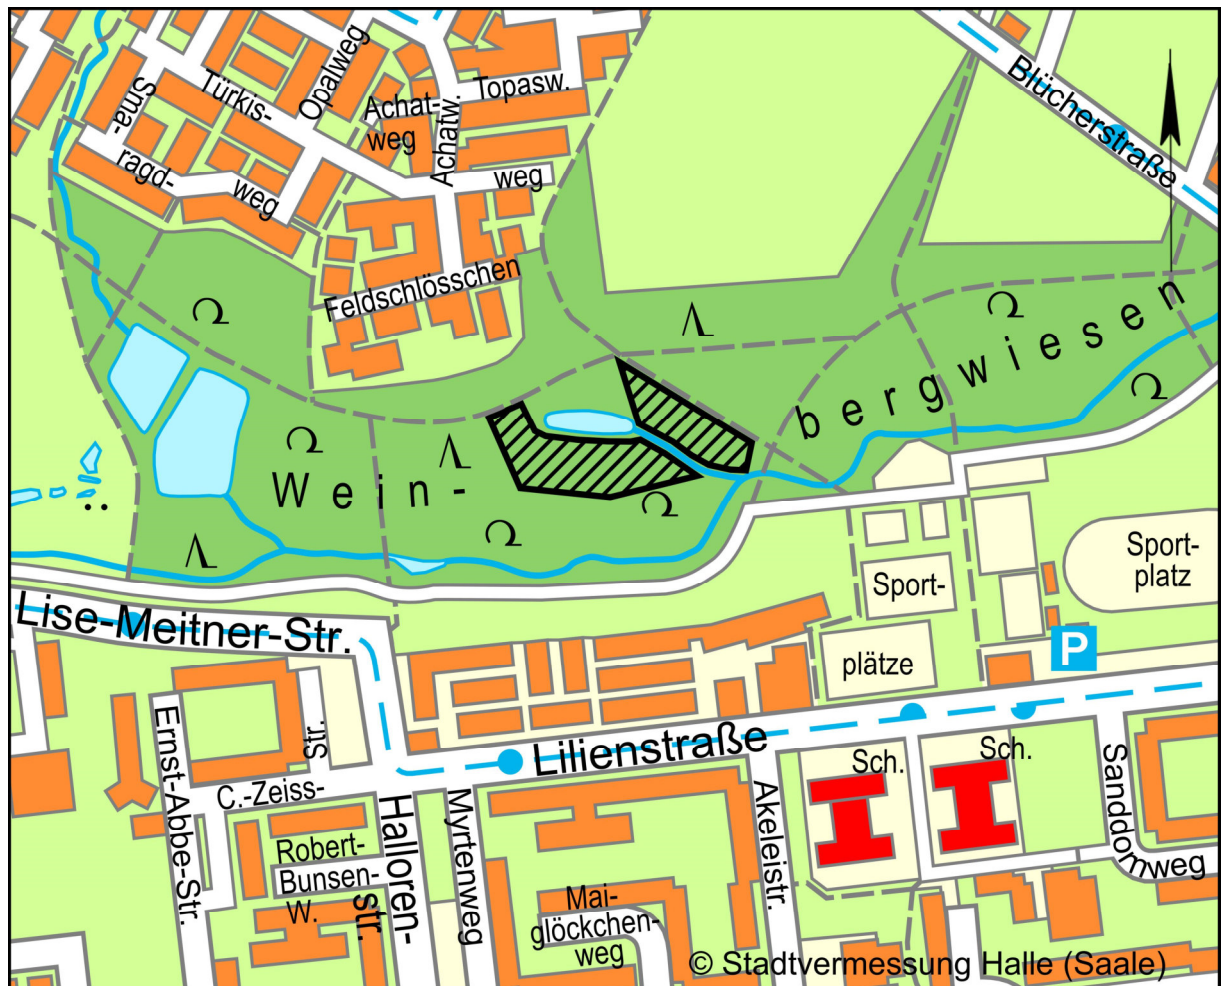 Opalweg
Türkis-
weg
Sma-
ragd-
weg
Achat-
weg
Achatw.
Topasw.
Blücherstraße
Feldschlösschen
Wein-
bergwiesen
Sport-
platz
Sport-
plätze
P
Lise-Meitner-Str.
Lilienstraße
Str.
C.-Zeiss-
Ernst-Abbe-Str.
Robert-
Bunsen-
W.
Halloren-
str.
Myrtenweg
Mai-
glöckchen-
weg
Akeleistr.
Sch.
Sch.
Sanddornweg
© Stadtvermessung Halle (Saale)